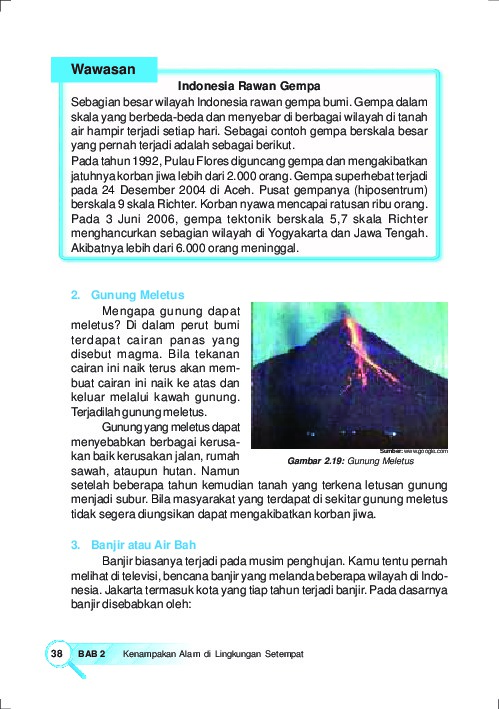 Wawasan
Indonesia Rawan Gempa
Sebagian besar wilayah Indonesia rawan gempa bumi. Gempa dalam
skala yang berbeda-beda dan menyebar di berbagai wilayah di tanah
air hampir terjadi setiap hari. Sebagai contoh gempa berskala besar
yang pernah terjadi adalah sebagai berikut.
Pada tahun 1992, Pulau Flores diguncang gempa dan mengakibatkan
jatuhnya korban jiwa lebih dari 2.000 orang. Gempa superhebat terjadi
pada 24 Desember 2004 di Aceh. Pusat gempanya (hiposentrum)
berskala 9 skala Richter. Korban nyawa mencapai ratusan ribu orang.
Pada 3 Juni 2006, gempa tektonik berskala 5,7 skala Richter
menghancurkan sebagian wilayah di Yogyakarta dan Jawa Tengah.
Akibatnya lebih dari 6.000 orang meninggal.
2. Gunung Meletus
Mengapa gunung dapat
meletus? Di dalam perut bumi
terdapat cairan panas yang
disebut magma. Bila tekanan
cairan ini naik terus akan mem-
buat cairan ini naik ke atas dan
keluar melalui kawah gunung.
Terjadilah gunung meletus.
Gunung yang meletus dapat
menyebabkan berbagai kerusa-
kan baik kerusakan jalan, rumah
sawah, ataupun hutan. Namun
Sumber: www.google.com
Gambar 2.19: Gunung Meletus
setelah beberapa tahun kemudian tanah yang terkena letusan gunung
menjadi subur. Bila masyarakat yang terdapat di sekitar gunung meletus
tidak segera diungsikan dapat mengakibatkan korban jiwa.
3. Banjir atau Air Bah
Banjir biasanya terjadi pada musim penghujan. Kamu tentu pernah
melihat di televisi, bencana banjir yang melanda beberapa wilayah di Indo-
nesia. Jakarta termasuk kota yang tiap tahun terjadi banjir. Pada dasarnya
banjir disebabkan oleh:
38 BAB 2 Kenampakan Alam di Lingkungan Setempat